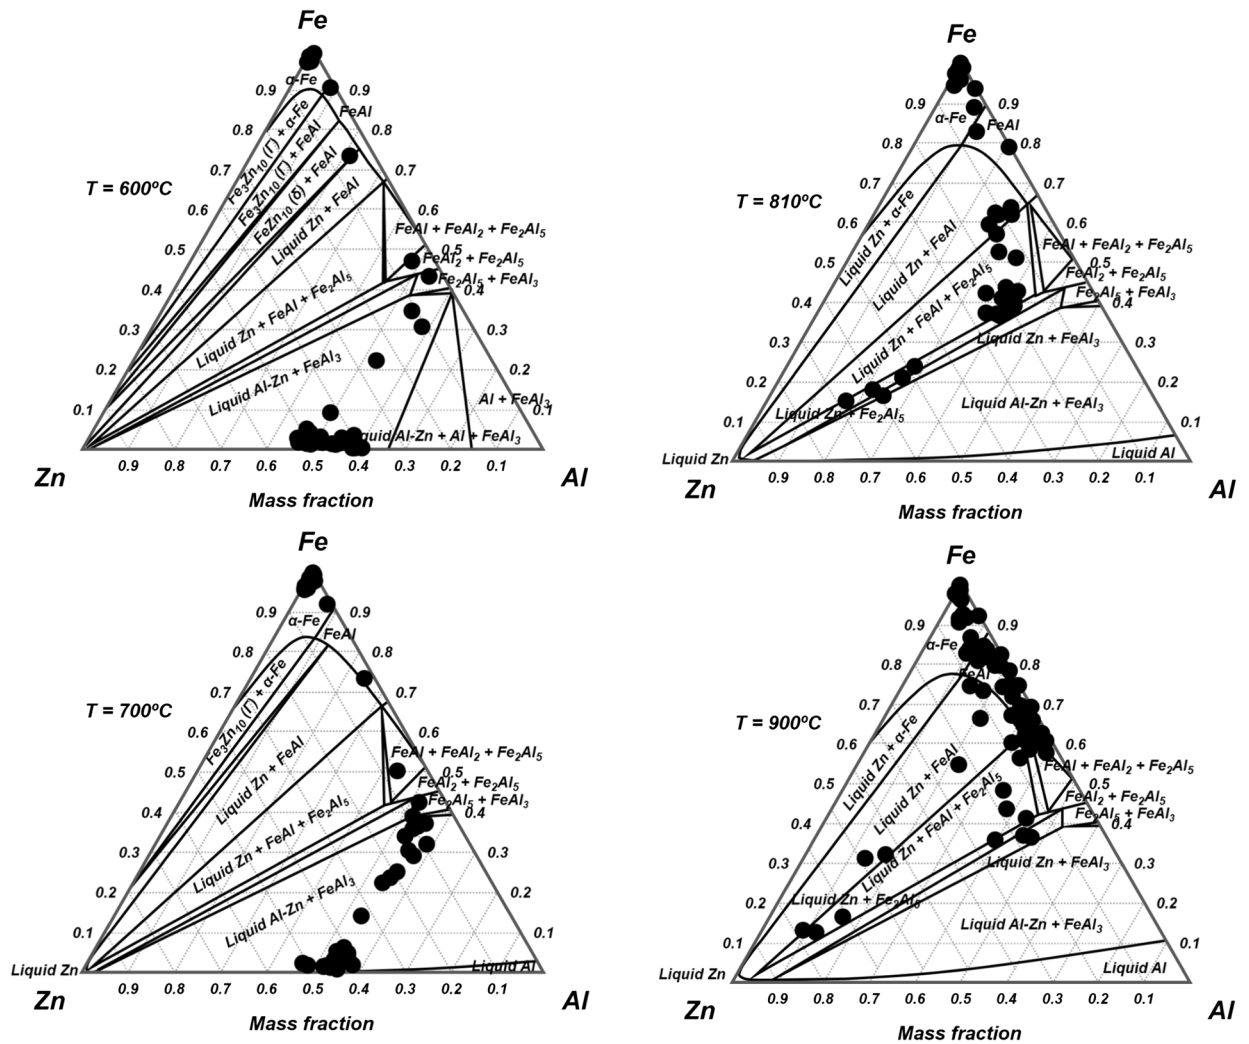 Fe
α-Fe
0.9
0.9
FeAl
0.8
0.8
Fe3Zn10 (Γ) + α-Fe
Fe3Zn10 (Γ) + FeAl
FeZn10 (δ) + FeAl
0.7
0.7
T = 600ºC
Liquid Zn + FeAl
0.6
0.6
FeAl + FeAl2 + Fe2Al5
0.5
0.5
FeAl2 + Fe2Al5
Fe2Al5 + FeAl3
0.4
0.4
Liquid Zn + FeAl + Fe2Al5
0.3
0.3
Liquid Al-Zn + FeAl3
0.2
0.2
Al + FeAl3
0.1
0.1
Liquid Al-Zn + Al + FeAl3
Zn
0.9
0.8
0.7
0.6
0.5
0.4
0.3
0.2
0.1
Al
Mass fraction
Fe
0.9
0.9
α-Fe
FeAl
0.8
0.8
T = 810ºC
0.7
0.7
Liquid Zn + α-Fe
Liquid Zn + FeAl
0.6
0.6
FeAl + FeAl2 + Fe2Al5
0.5
0.5
FeAl2 + Fe2Al5
Fe2Al5 + FeAl3
0.4
0.4
Liquid Zn + FeAl + Fe2Al5
Liquid Zn + FeAl3
0.3
0.3
0.2
0.2
Liquid Al-Zn + FeAl3
Liquid Zn + Fe2Al5
0.1
0.1
Liquid Zn
Liquid Al
Zn
0.9
0.8
0.7
0.6
0.5
0.4
0.3
0.2
0.1
Al
Mass fraction
Fe
0.9
0.9
α-Fe
FeAl
0.8
0.8
Fe3Zn10 (Γ) + α-Fe
0.7
0.7
T = 700ºC
0.6
0.6
Liquid Zn + FeAl
FeAl + FeAl2 + Fe2Al5
0.5
0.5
FeAl2 + Fe2Al5
Fe2Al5 + FeAl3
0.4
0.4
Liquid Zn + FeAl + Fe2Al5
0.3
0.3
Liquid Al-Zn + FeAl3
0.2
0.2
0.1
0.1
Liquid Zn
Liquid Al
Zn
0.9
0.8
0.7
0.6
0.5
0.4
0.3
0.2
0.1
Al
Mass fraction
Fe
0.9
0.9
α-Fe
FeAl
0.8
0.8
T = 900ºC
0.7
0.7
Liquid Zn + α-Fe
Liquid Zn + FeAl
0.6
0.6
FeAl + FeAl2 + Fe2Al5
0.5
0.5
FeAl2 + Fe2Al5
Fe2Al5 + FeAl3
0.4
0.4
Liquid Zn + FeAl + Fe2Al5
Liquid Zn + FeAl3
0.3
0.3
Liquid Zn + Fe2Al5
0.2
0.2
Liquid Al-Zn + FeAl3
0.1
0.1
Liquid Zn
Liquid Al
Zn
0.9
0.8
0.7
0.6
0.5
0.4
0.3
0.2
0.1
Al
Mass fraction